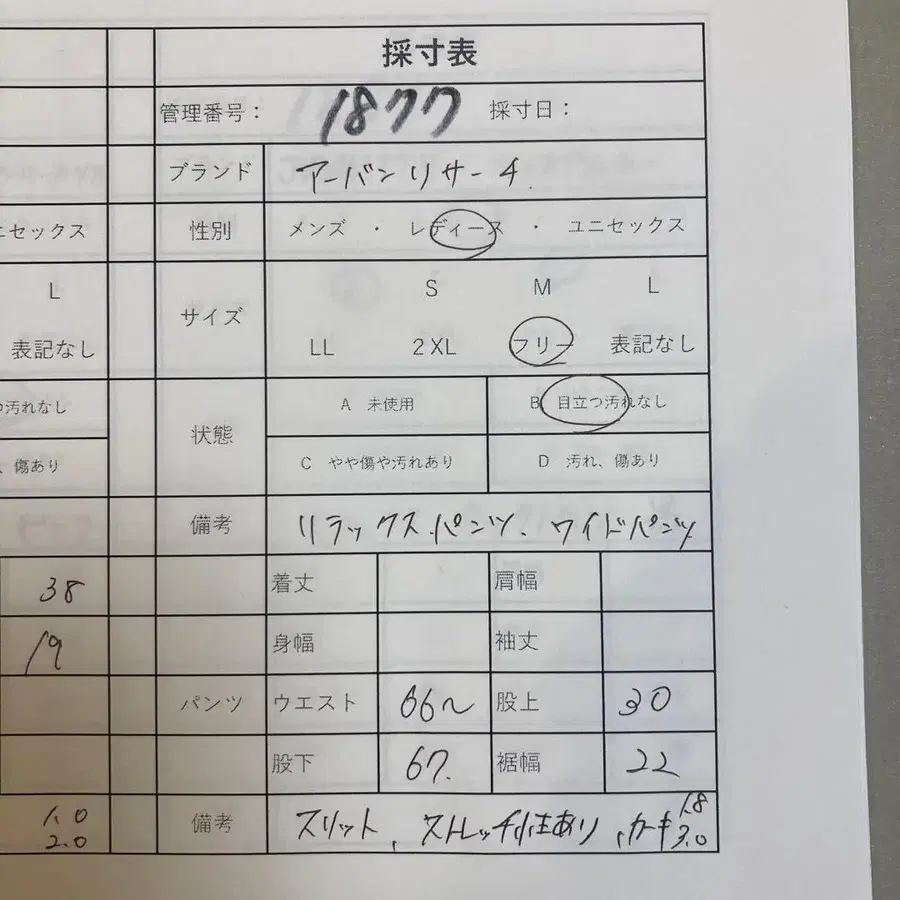 採寸表
管理番号： 1877 採寸日：
ブランド アーバンリサーチ.
ニセックス 性別 メンズ ・ レディース ・ ユニセックス
L サイズ S M L
表記なし LL 2XL フリー 表記なし
汚れなし 状態 A 未使用 B 目立つ汚れなし
、傷あり C やや傷や汚れあり D 汚れ、傷あり
備考 リラックスパンツ、ワイドパンツ
38 着丈 肩幅
19 身幅 袖丈
パンツ ウエスト 66〜 股上 30
股下 67. 裾幅 22
1.0 備考 スリット、ストレッチ性あり、カーキ 1.8
2.0 3.0